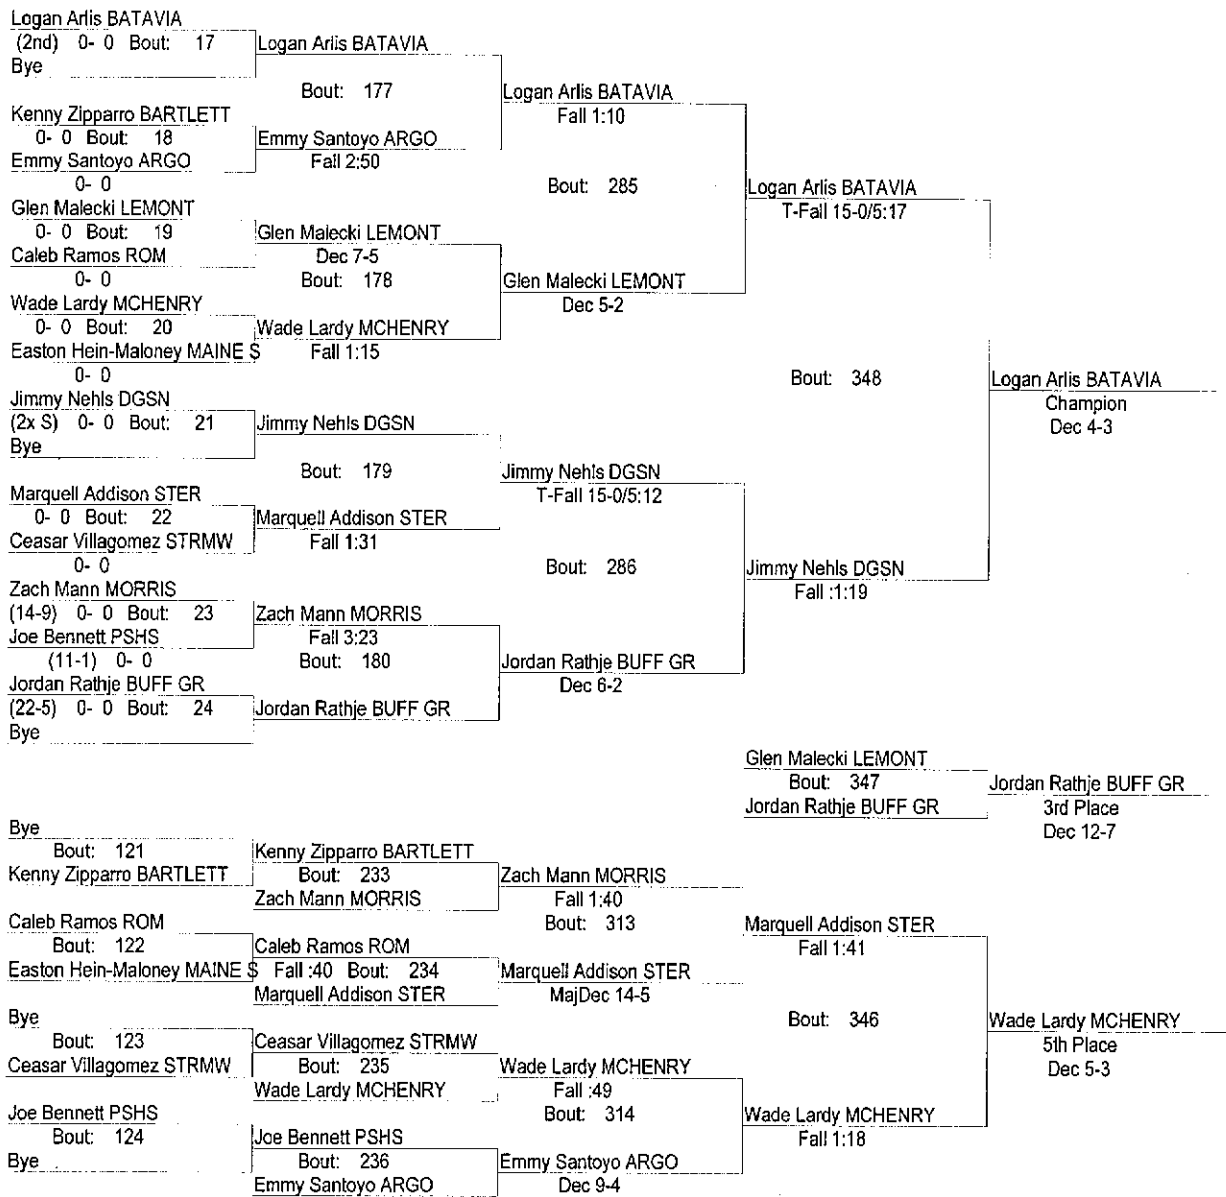 Logan Arlis BATAVIA
(2nd) 0- 0 Bout: 17
Bye
Logan Arlis BATAVIA
Bout: 177
Kenny Zipparro BARTLETT
0- 0 Bout: 18
Emmy Santoyo ARGO
0- 0
Emmy Santoyo ARGO
Fall 2:50
Logan Arlis BATAVIA
Fall 1:10
Bout: 285
Glen Malecki LEMONT
0- 0 Bout: 19
Caleb Ramos ROM
0- 0
Glen Malecki LEMONT
Dec 7-5
Bout: 178
Wade Lardy MCHENRY
0- 0 Bout: 20
Easton Hein-Maloney MAINE S
0- 0
Wade Lardy MCHENRY
Fall 1:15
Glen Malecki LEMONT
Dec 5-2
Logan Arlis BATAVIA
T-Fall 15-0/5:17
Bout: 348
Logan Arlis BATAVIA
Champion
Dec 4-3
Jimmy Nehls DGSN
(2x S) 0- 0 Bout: 21
Bye
Jimmy Nehls DGSN
Bout: 179
Marquell Addison STER
0- 0 Bout: 22
Ceasar Villagomez STRMW
0- 0
Marquell Addison STER
Fall 1:31
Jimmy Nehls DGSN
T-Fall 15-0/5:12
Bout: 286
Zach Mann MORRIS
(14-9) 0- 0 Bout: 23
Joe Bennett PSHS
(11-1) 0- 0
Zach Mann MORRIS
Fall 3:23
Bout: 180
Jordan Rathje BUFF GR
(22-5) 0- 0 Bout: 24
Bye
Jordan Rathje BUFF GR
Jordan Rathje BUFF GR
Dec 6-2
Jimmy Nehls DGSN
Fall :1:19
Glen Malecki LEMONT
Bout: 347
Jordan Rathje BUFF GR
Jordan Rathje BUFF GR
3rd Place
Dec 12-7
Bye
Bout: 121
Kenny Zipparro BARTLETT
Kenny Zipparro BARTLETT
Bout: 233
Zach Mann MORRIS
Zach Mann MORRIS
Fall 1:40
Bout: 313
Caleb Ramos ROM
Bout: 122
Easton Hein-Maloney MAINE S
Caleb Ramos ROM
Fall :40 Bout: 234
Marquell Addison STER
Marquell Addison STER
MajDec 14-5
Marquell Addison STER
Fall 1:41
Bout: 346
Bye
Bout: 123
Ceasar Villagomez STRMW
Ceasar Villagomez STRMW
Bout: 235
Wade Lardy MCHENRY
Wade Lardy MCHENRY
Fall :49
Bout: 314
Joe Bennett PSHS
Bout: 124
Bye
Joe Bennett PSHS
Bout: 236
Emmy Santoyo ARGO
Emmy Santoyo ARGO
Dec 9-4
Wade Lardy MCHENRY
Fall 1:18
Wade Lardy MCHENRY
5th Place
Dec 5-3